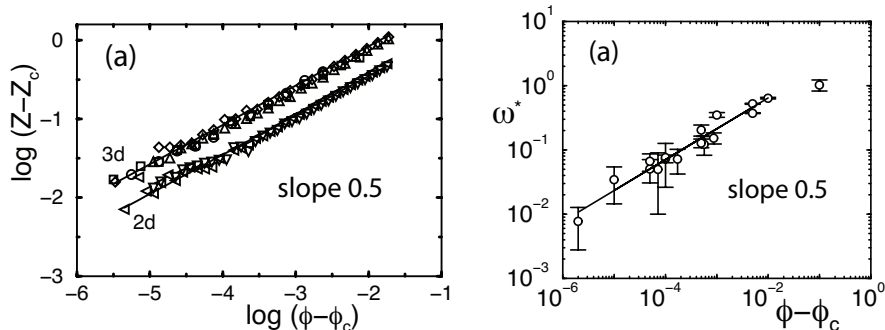 (a)
log (Z−Z_c)
0
−1
−2
−3
3d
2d
slope 0.5
−6 −5 −4 −3 −2 −1
log (ϕ−ϕ_c)
(a)
ω*
10^1
10^0
10^−1
10^−2
10^−3
slope 0.5
10^−6 10^−4 10^−2 10^0
ϕ−ϕ_c